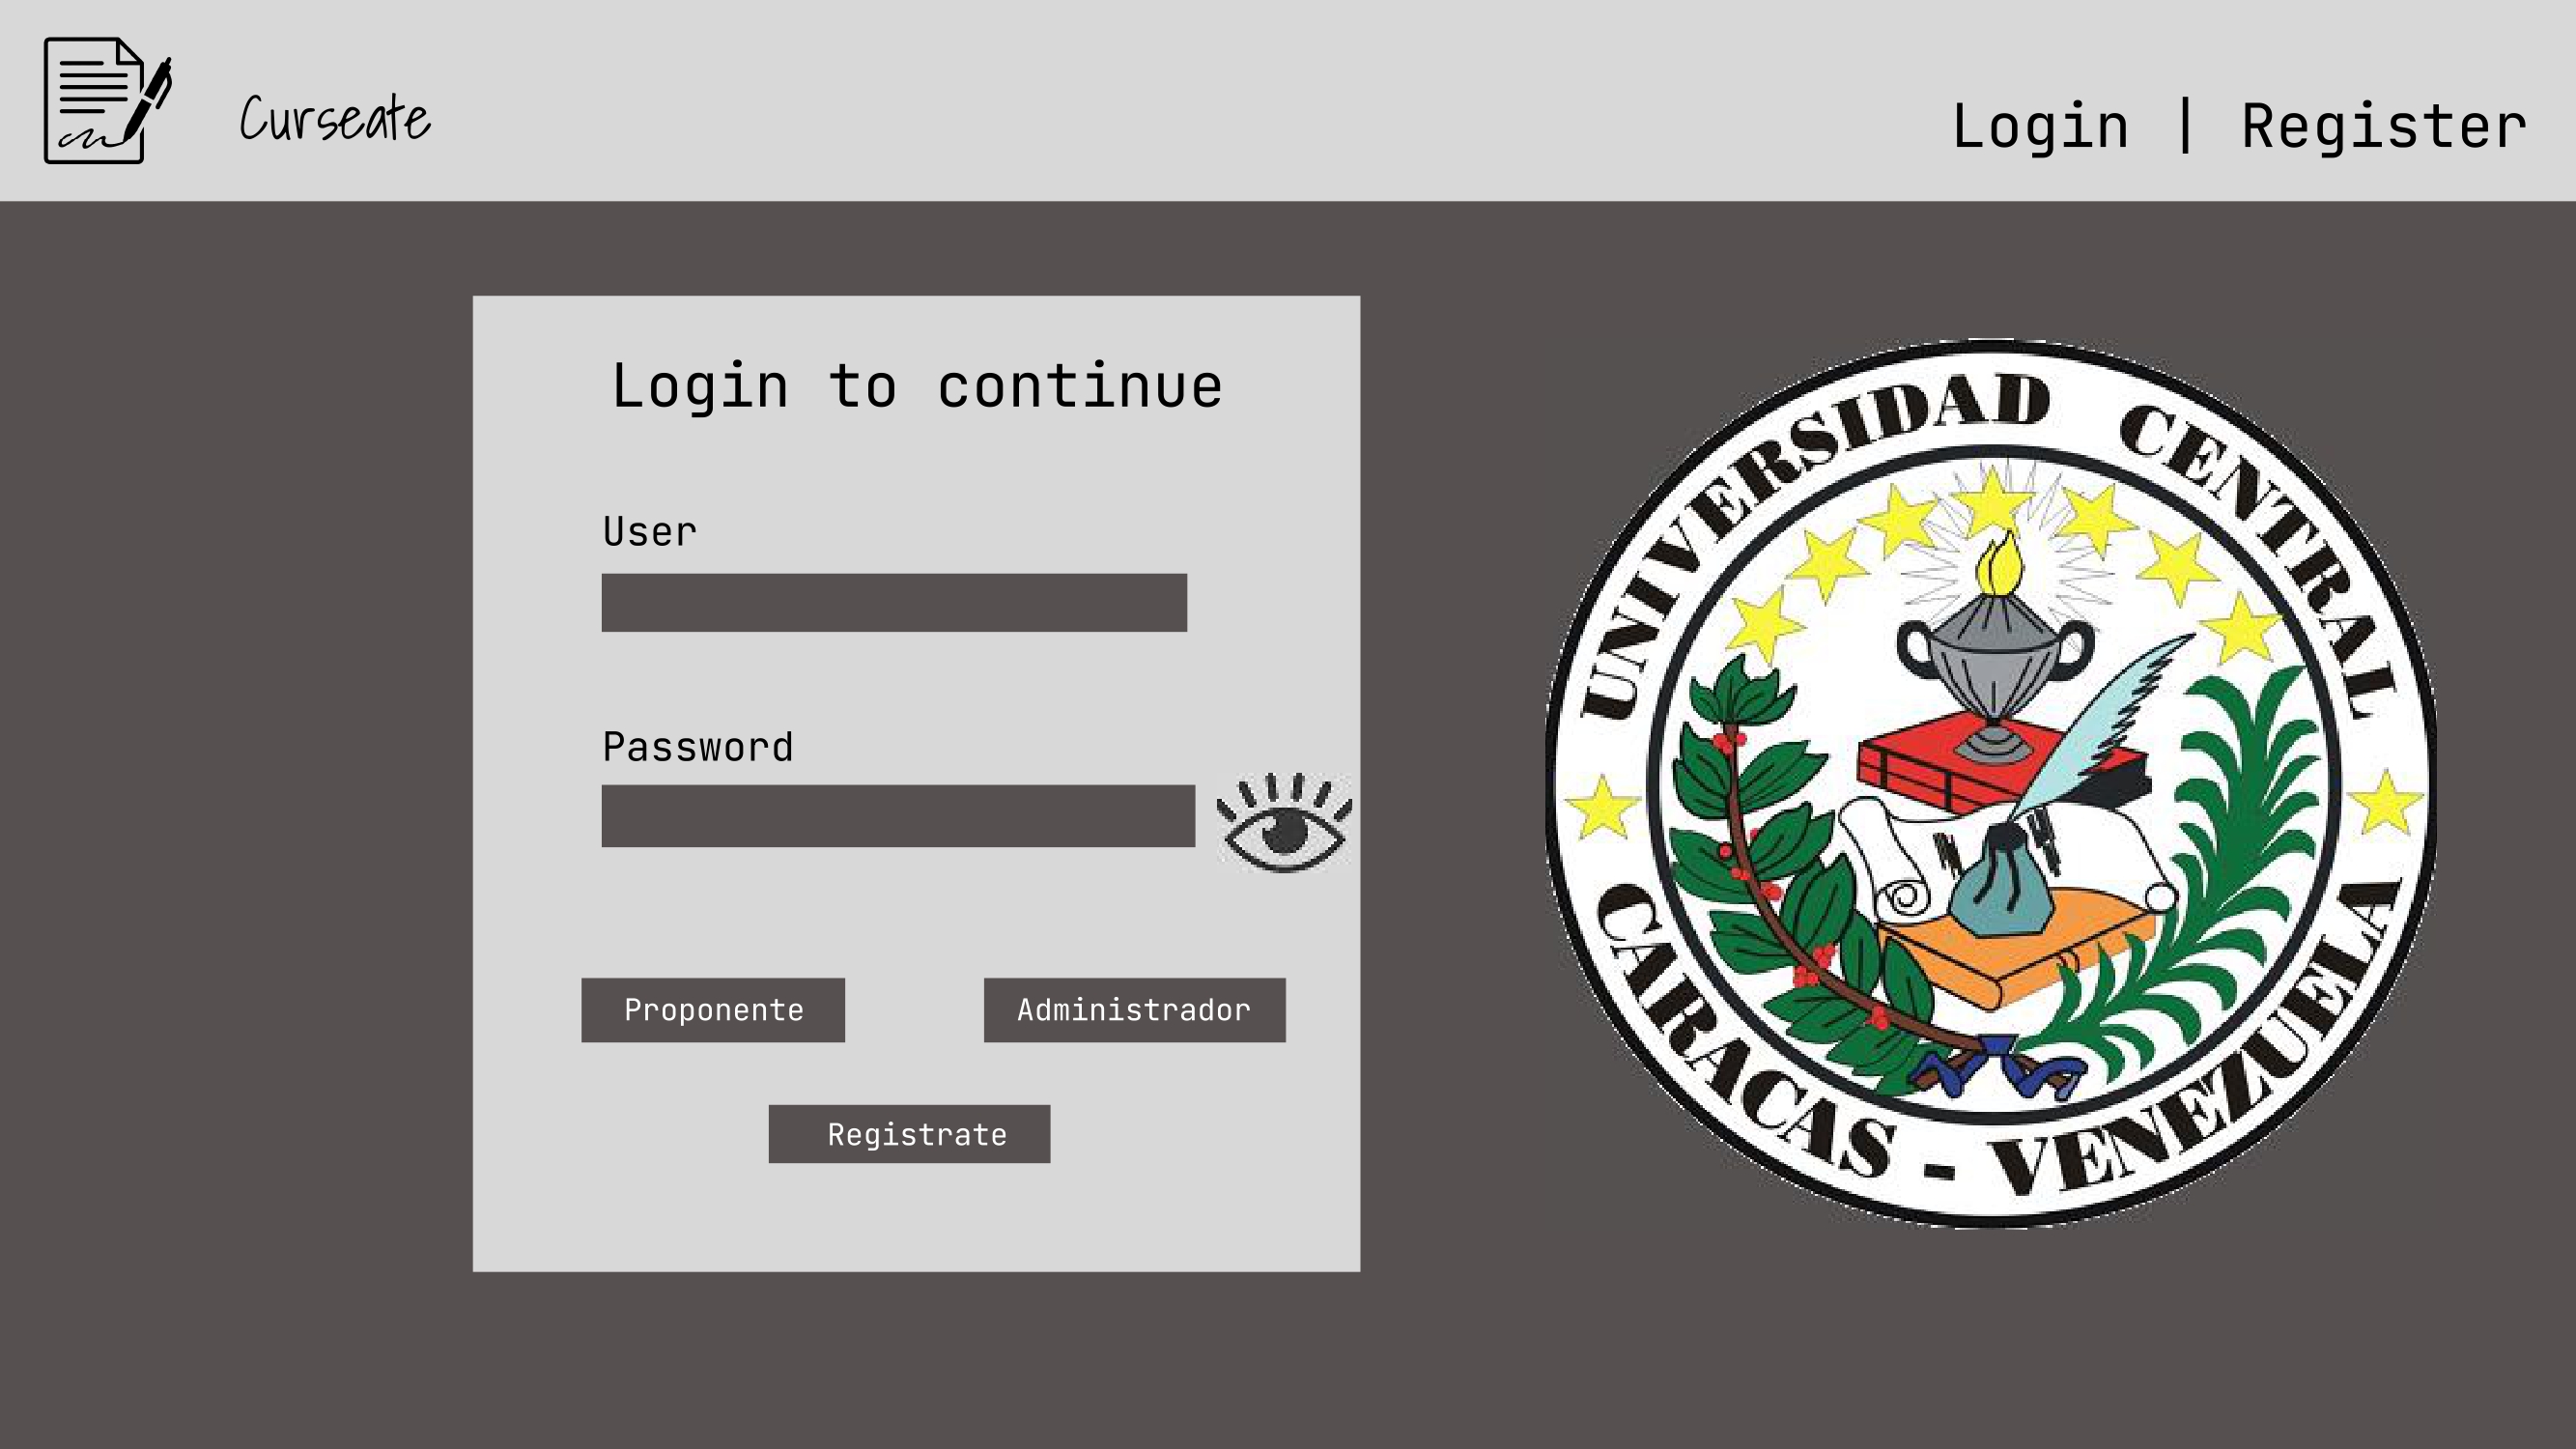 Curseate
Login | Register
Login to continue
User
Password
Proponente
Administrador
Registrate
UNIVERSIDAD CENTRAL
CARACAS - VENEZUELA